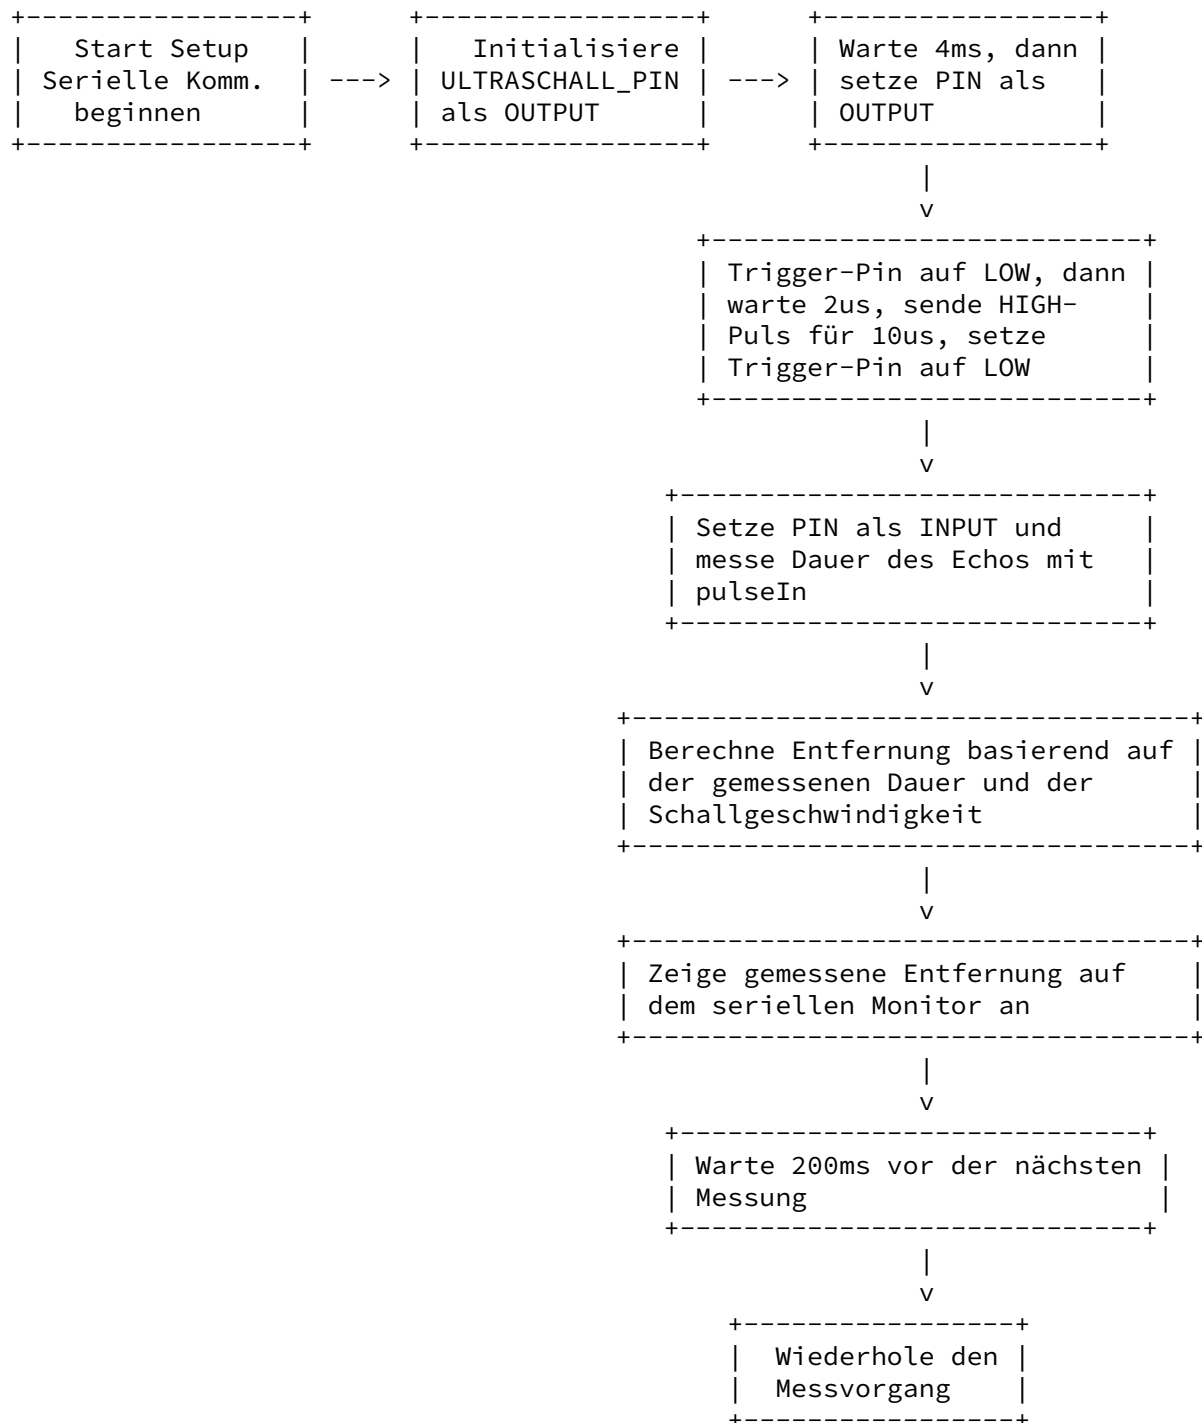 Start Setup
Serielle Komm.
beginnen
Initialisiere
ULTRASCHALL_PIN
als OUTPUT
Warte 4ms, dann
setze PIN als
OUTPUT
Trigger-Pin auf LOW, dann
warte 2us, sende HIGH-
Puls für 10us, setze
Trigger-Pin auf LOW
Setze PIN als INPUT und
messe Dauer des Echos mit
pulseIn
Berechne Entfernung basierend auf
der gemessenen Dauer und der
Schallgeschwindigkeit
Zeige gemessene Entfernung auf
dem seriellen Monitor an
Warte 200ms vor der nächsten
Messung
Wiederhole den
Messvorgang